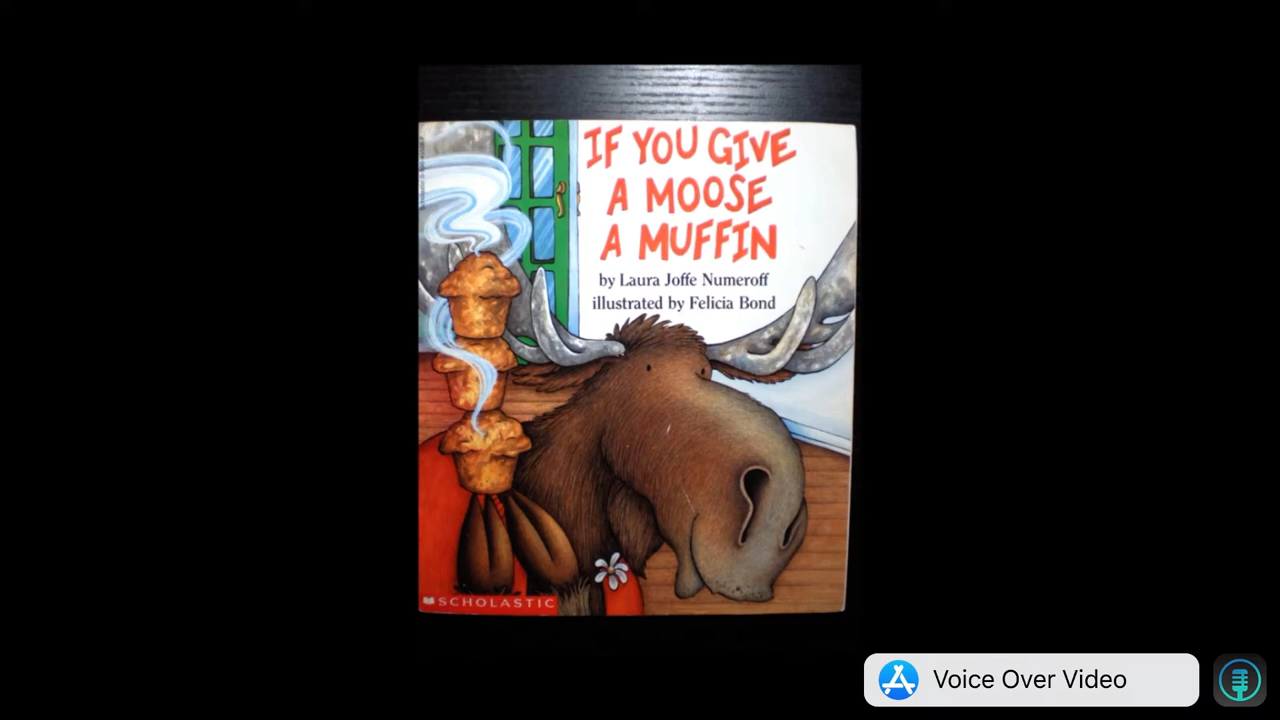 IF YOU GIVE
A MOOSE
A MUFFIN
by Laura Joffe Numeroff
illustrated by Felicia Bond
SCHOLASTIC
Voice Over Video